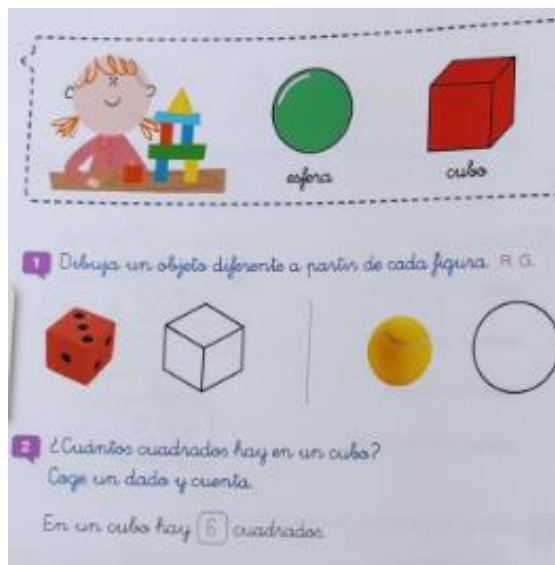 esfera
cubo
1 Dibuja un objeto diferente a partir de cada figura. R. G.
2 ¿Cuántos cuadrados hay en un cubo?
Coge un dado y cuenta.
En un cubo hay 6 cuadrados.